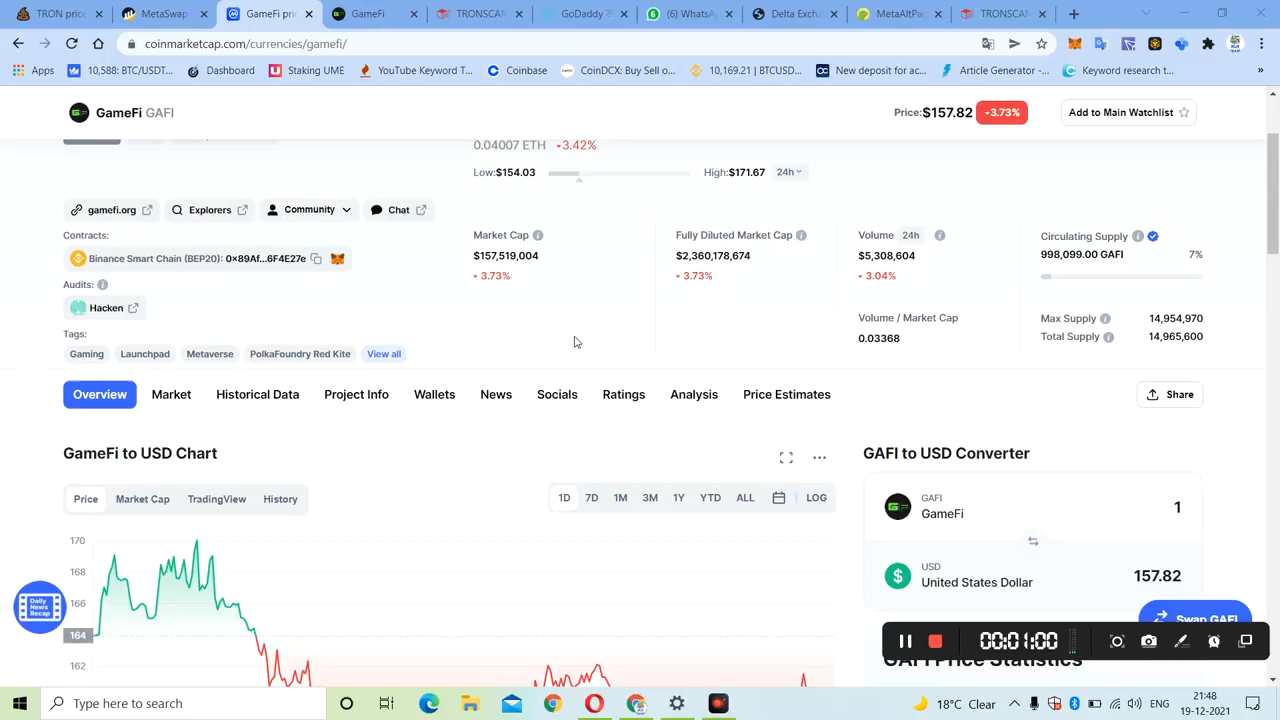 TRON P
MetaSwap
GameFi
GameFi
TRONSCAN
GoDaddy
(6) WhatsA
Delta Exch
MetaAlpha
TRONSCAN
coinmarketcap.com/currencies/gamefi/
Apps
10,588: BTC/USDT...
Dashboard
Staking UME
YouTube Keyword T...
Coinbase
CoinDCX: Buy Sell o...
10,169.21 | BTCUSD...
New deposit for ac...
Article Generator -...
Keyword research t...
»
GameFi GAFI
Price:$157.82
-3.73%
Add to Main Watchlist
0.04007 ETH
3.42%
Low:$154.03
High:$171.67
24h
gamefi.org
Explorers
Community
Chat
Contracts:
Binance Smart Chain (BEP20): 0x89Af...6F4E27e
Audits:
Hacken
Tags:
Gaming
Launchpad
Metaverse
PolkaFoundry Red Kite
View all
Market Cap
$157,519,004
3.73%
Fully Diluted Market Cap
$2,360,178,674
3.73%
Volume 24h
$5,308,604
3.04%
Volume / Market Cap
0.03368
Circulating Supply
998,099.00 GAFI
7%
Max Supply
14,954,970
Total Supply
14,965,600
Overview
Market
Historical Data
Project Info
Wallets
News
Socials
Ratings
Analysis
Price Estimates
Share
GameFi to USD Chart
Price
Market Cap
TradingView
History
1D
7D
1M
3M
1Y
YTD
ALL
LOG
170
168
166
164
162
Daily
News
Recap
GAFI to USD Converter
GAFI
GameFi
1
USD
United States Dollar
157.82
Swap GAFI
GAFI Price Statistics
00:01:00
Type here to search
18°C Clear
ENG
21:48
19-12-2021